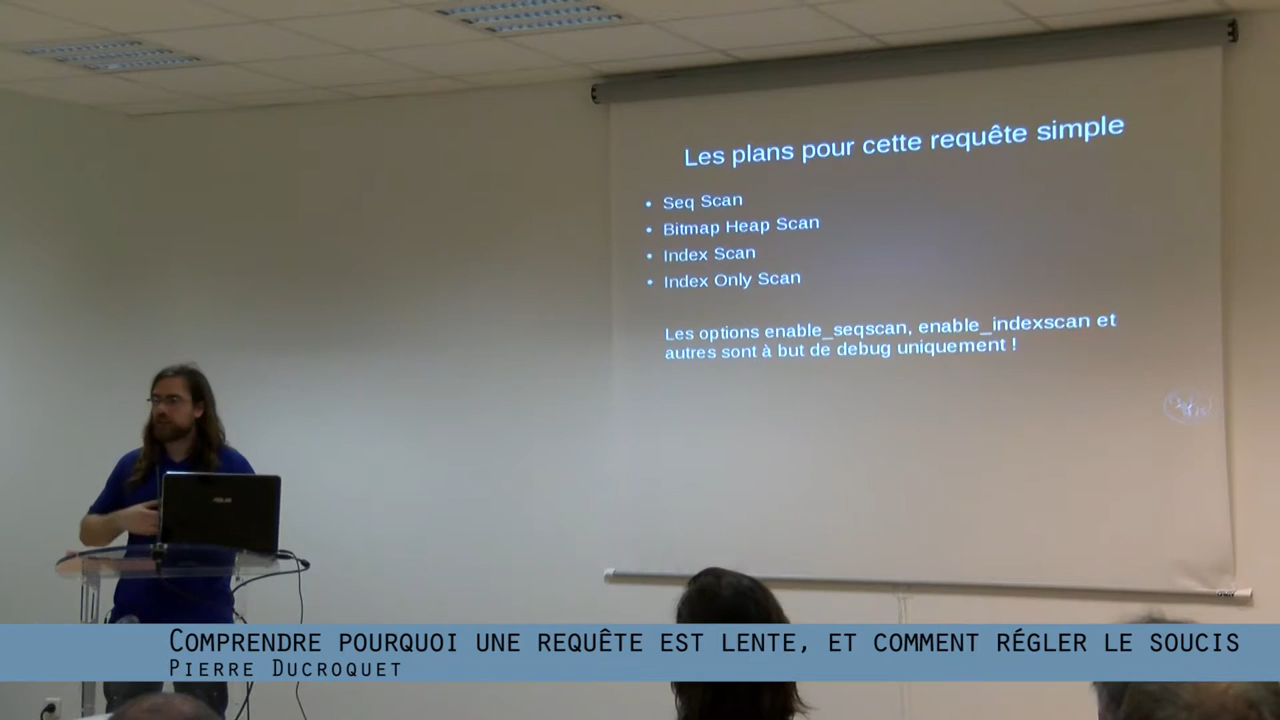 Les plans pour cette requête simple
• Seq Scan
• Bitmap Heap Scan
• Index Scan
• Index Only Scan
Les options enable_seqscan, enable_indexscan et
autres sont à but de debug uniquement !
ASUS
COMPRENDRE POURQUOI UNE REQUÊTE EST LENTE, ET COMMENT RÉGLER LE SOUCIS
PIERRE DUCROQUET